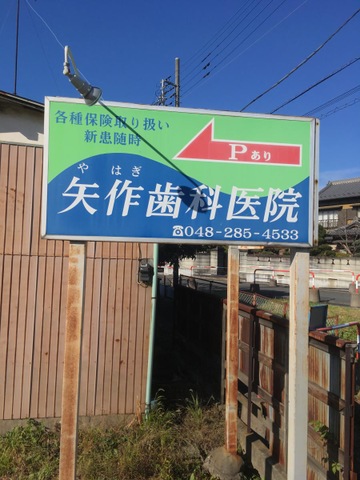 各種保険取り扱い
新患随時
Pあり
やはぎ
矢作歯科医院
☎048-285-4533